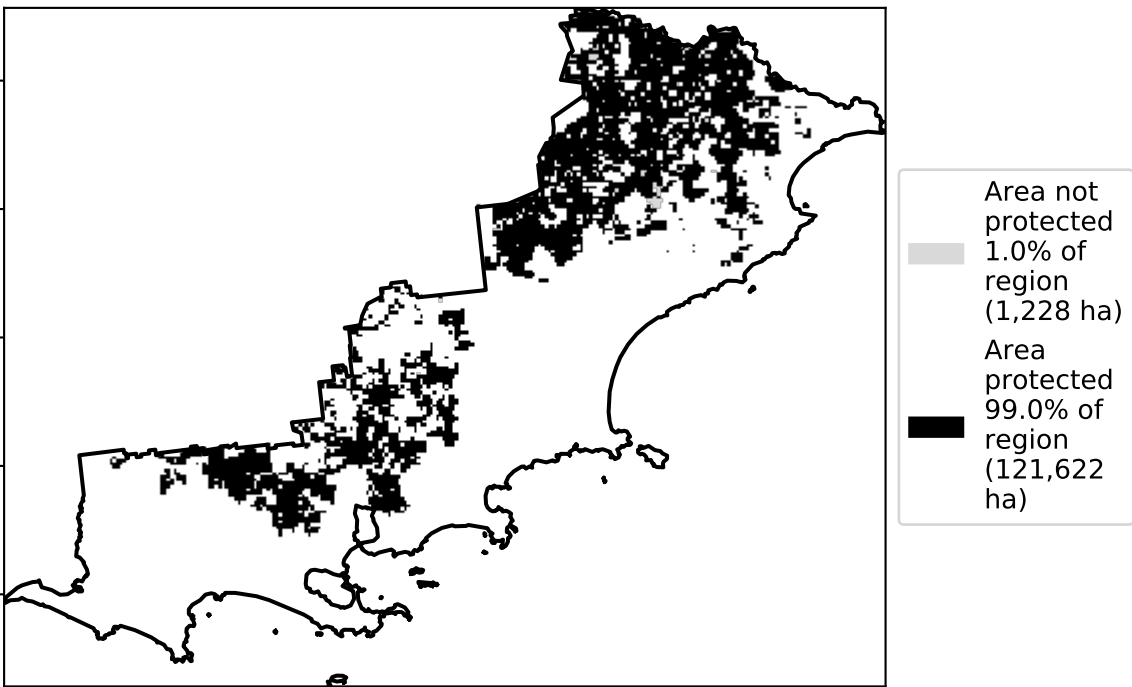 Area not
protected
1.0% of
region
(1,228 ha)
Area
protected
99.0% of
region
(121,622
ha)